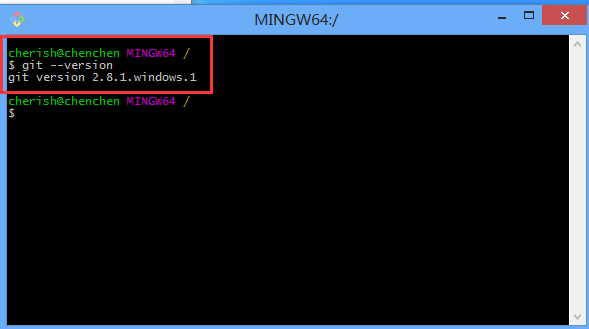 MINGW64:/
cherish@chenchen MINGW64 /
$ git --version
git version 2.8.1.windows.1
cherish@chenchen MINGW64 /
$